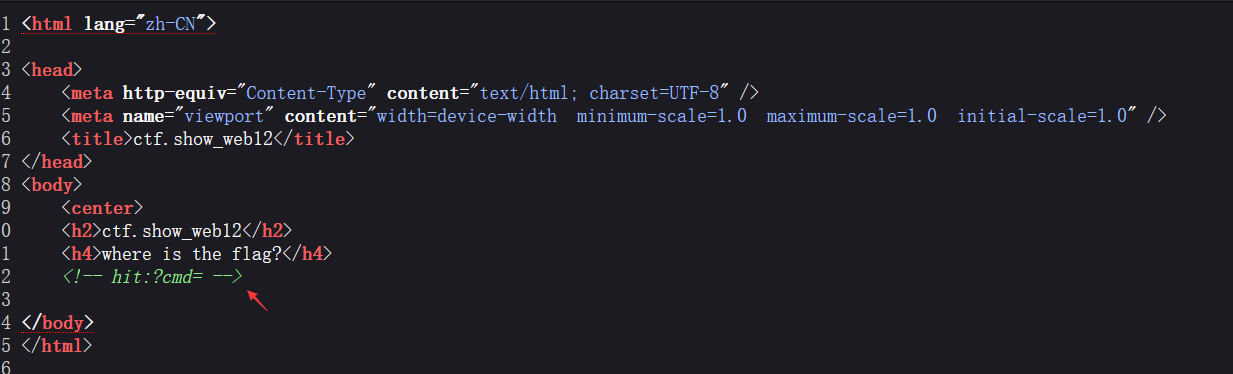 1 <html lang="zh-CN">
2
3 <head>
4 <meta http-equiv="Content-Type" content="text/html; charset=UTF-8" />
5 <meta name="viewport" content="width=device-width minimum-scale=1.0 maximum-scale=1.0 initial-scale=1.0" />
6 <title>ctf.show_web12</title>
7 </head>
8 <body>
9 <center>
0 <h2>ctf.show_web12</h2>
1 <h4>where is the flag?</h4>
2 <!-- hit:?cmd= -->
3
4 </body>
5 </html>
6